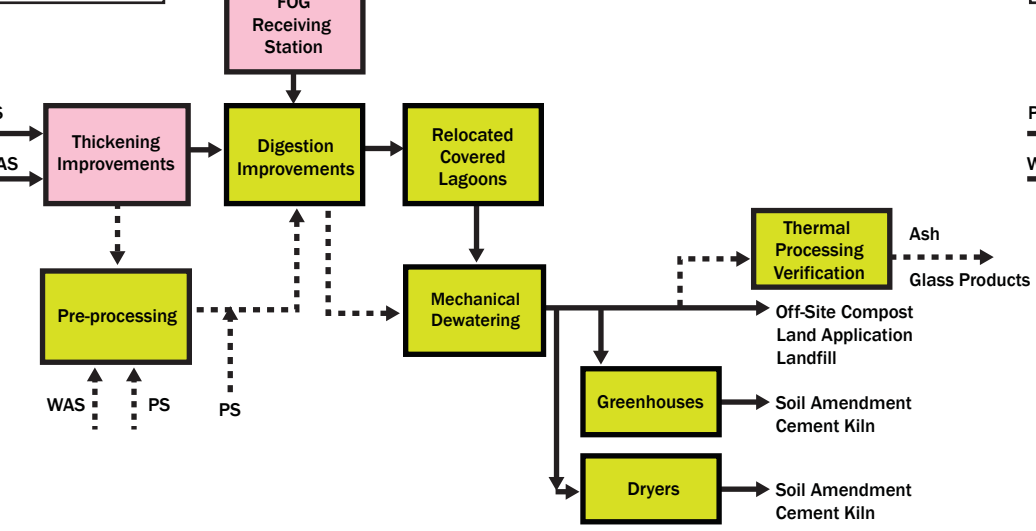 FOG
Receiving
Station
S
AS
Thickening
Improvements
Digestion
Improvements
Relocated
Covered
Lagoons
P
W
Pre-processing
Mechanical
Dewatering
Thermal
Processing
Verification
Ash
Glass Products
Off-Site Compost
Land Application
Landfill
WAS
PS
PS
Greenhouses
Soil Amendment
Cement Kiln
Dryers
Soil Amendment
Cement Kiln